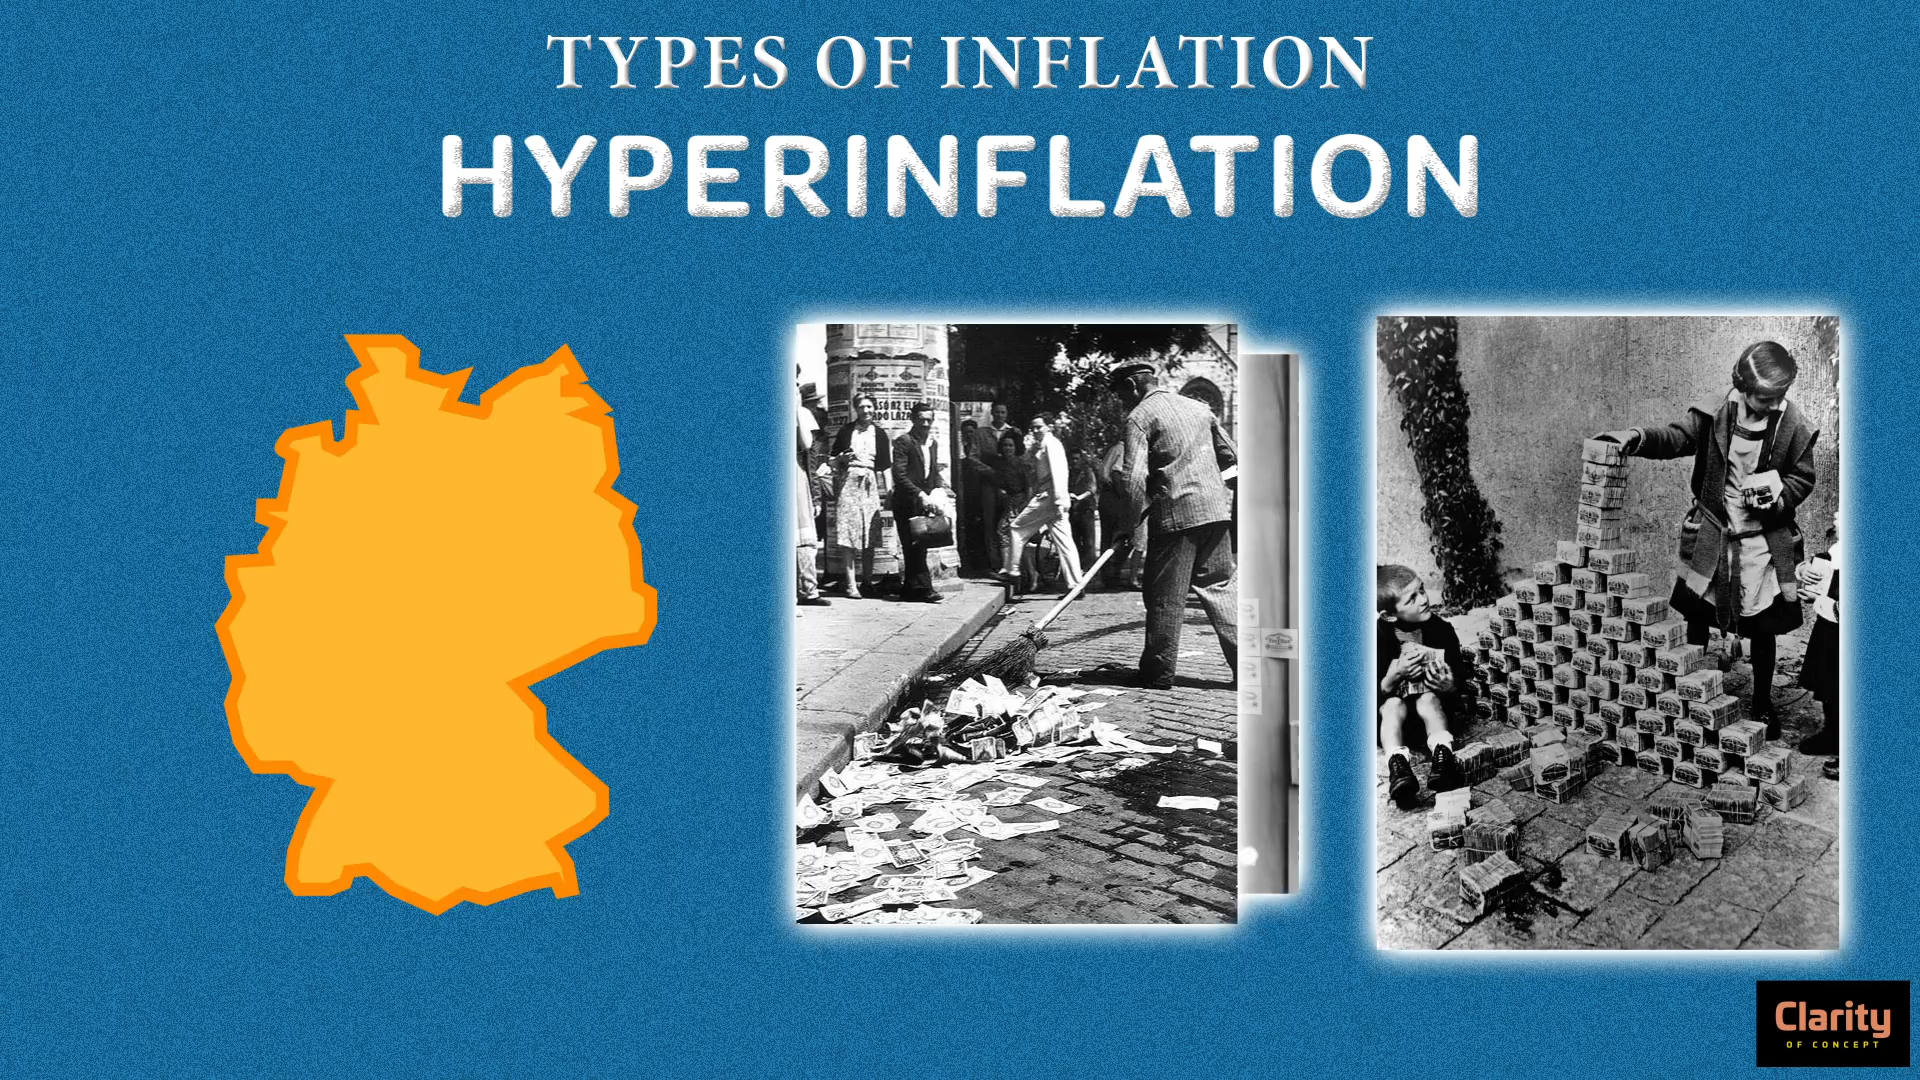 TYPES OF INFLATION
HYPERINFLATION
Clarity
OF CONCEPT